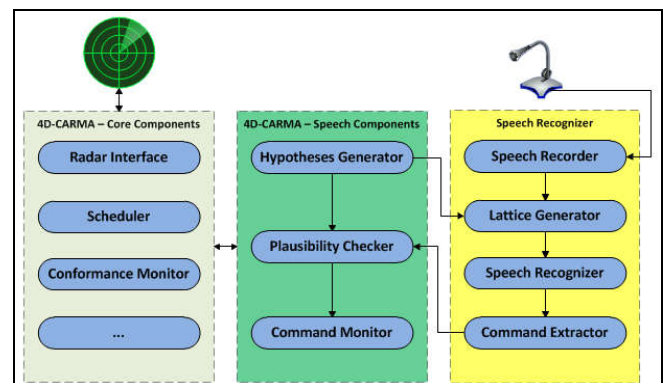 4D-CARMA – Core Components
Radar Interface
Scheduler
Conformance Monitor
...
4D-CARMA – Speech Components
Hypotheses Generator
Plausibility Checker
Command Monitor
Speech Recognizer
Speech Recorder
Lattice Generator
Speech Recognizer
Command Extractor